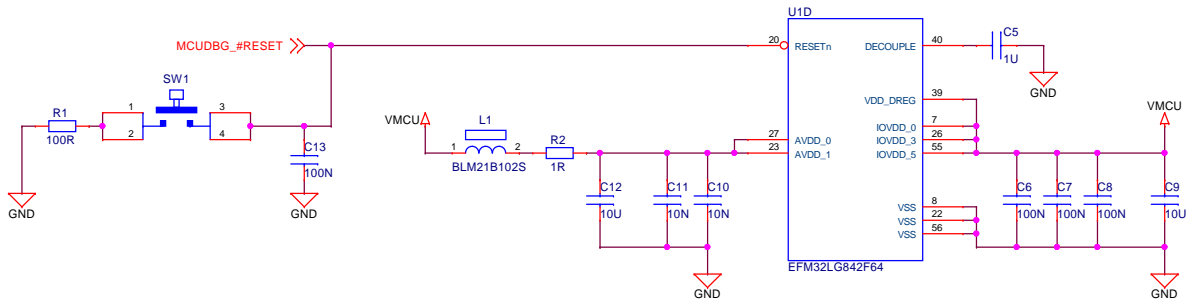 U1D
MCUDBG_#RESET
20
RESETn
DECOUPLE
40
C5
1U
GND
SW1
R1
100R
1
2
3
4
C13
100N
GND
GND
VMCU
L1
1
2
BLM21B102S
R2
1R
27
23
AVDD_0
AVDD_1
VDD_DREG
39
IOVDD_0
7
IOVDD_3
26
IOVDD_5
55
VMCU
C12
10U
C11
10N
C10
10N
GND
VSS
8
VSS
22
VSS
56
C6
100N
C7
100N
C8
100N
C9
10U
GND
EFM32LG842F64